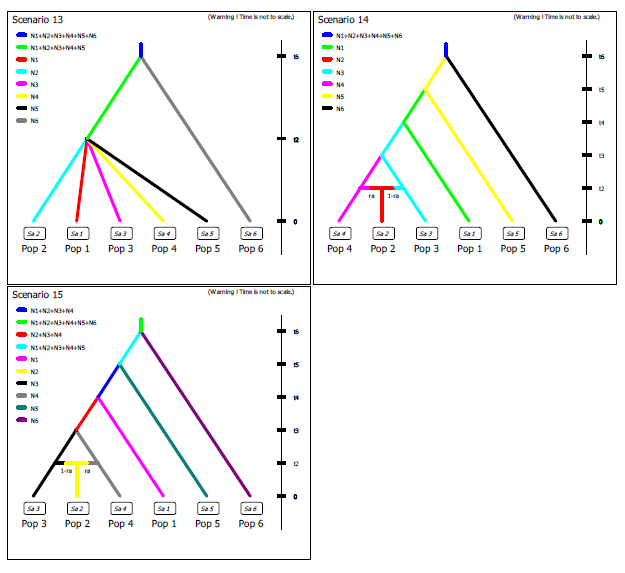 Scenario 13
(Warning ! Time is not to scale.)
N1+N2+N3+N4+N5+N6
N1+N2+N3+N4+N5
N1
N2
N3
N4
N5
N6
t6
t2
0
Sa 2 Sa 1 Sa 3 Sa 4 Sa 5 Sa 6
Pop 2 Pop 1 Pop 3 Pop 4 Pop 5 Pop 6
Scenario 14
(Warning ! Time is not to scale.)
N1+N2+N3+N4+N5+N6
N1
N2
N3
N4
N5
N6
t6
t5
t4
t3
t2
ra 1-ra
0
Sa 4 Sa 2 Sa 3 Sa 1 Sa 5 Sa 6
Pop 4 Pop 2 Pop 3 Pop 1 Pop 5 Pop 6
Scenario 15
(Warning ! Time is not to scale.)
N1+N2+N3+N4
N1+N2+N3+N4+N5+N6
N2+N3+N4
N1+N2+N3+N4+N5
N1
N2
N3
N4
N5
N6
t6
t5
t4
t3
t2
1-ra ra
0
Sa 3 Sa 2 Sa 4 Sa 1 Sa 5 Sa 6
Pop 3 Pop 2 Pop 4 Pop 1 Pop 5 Pop 6